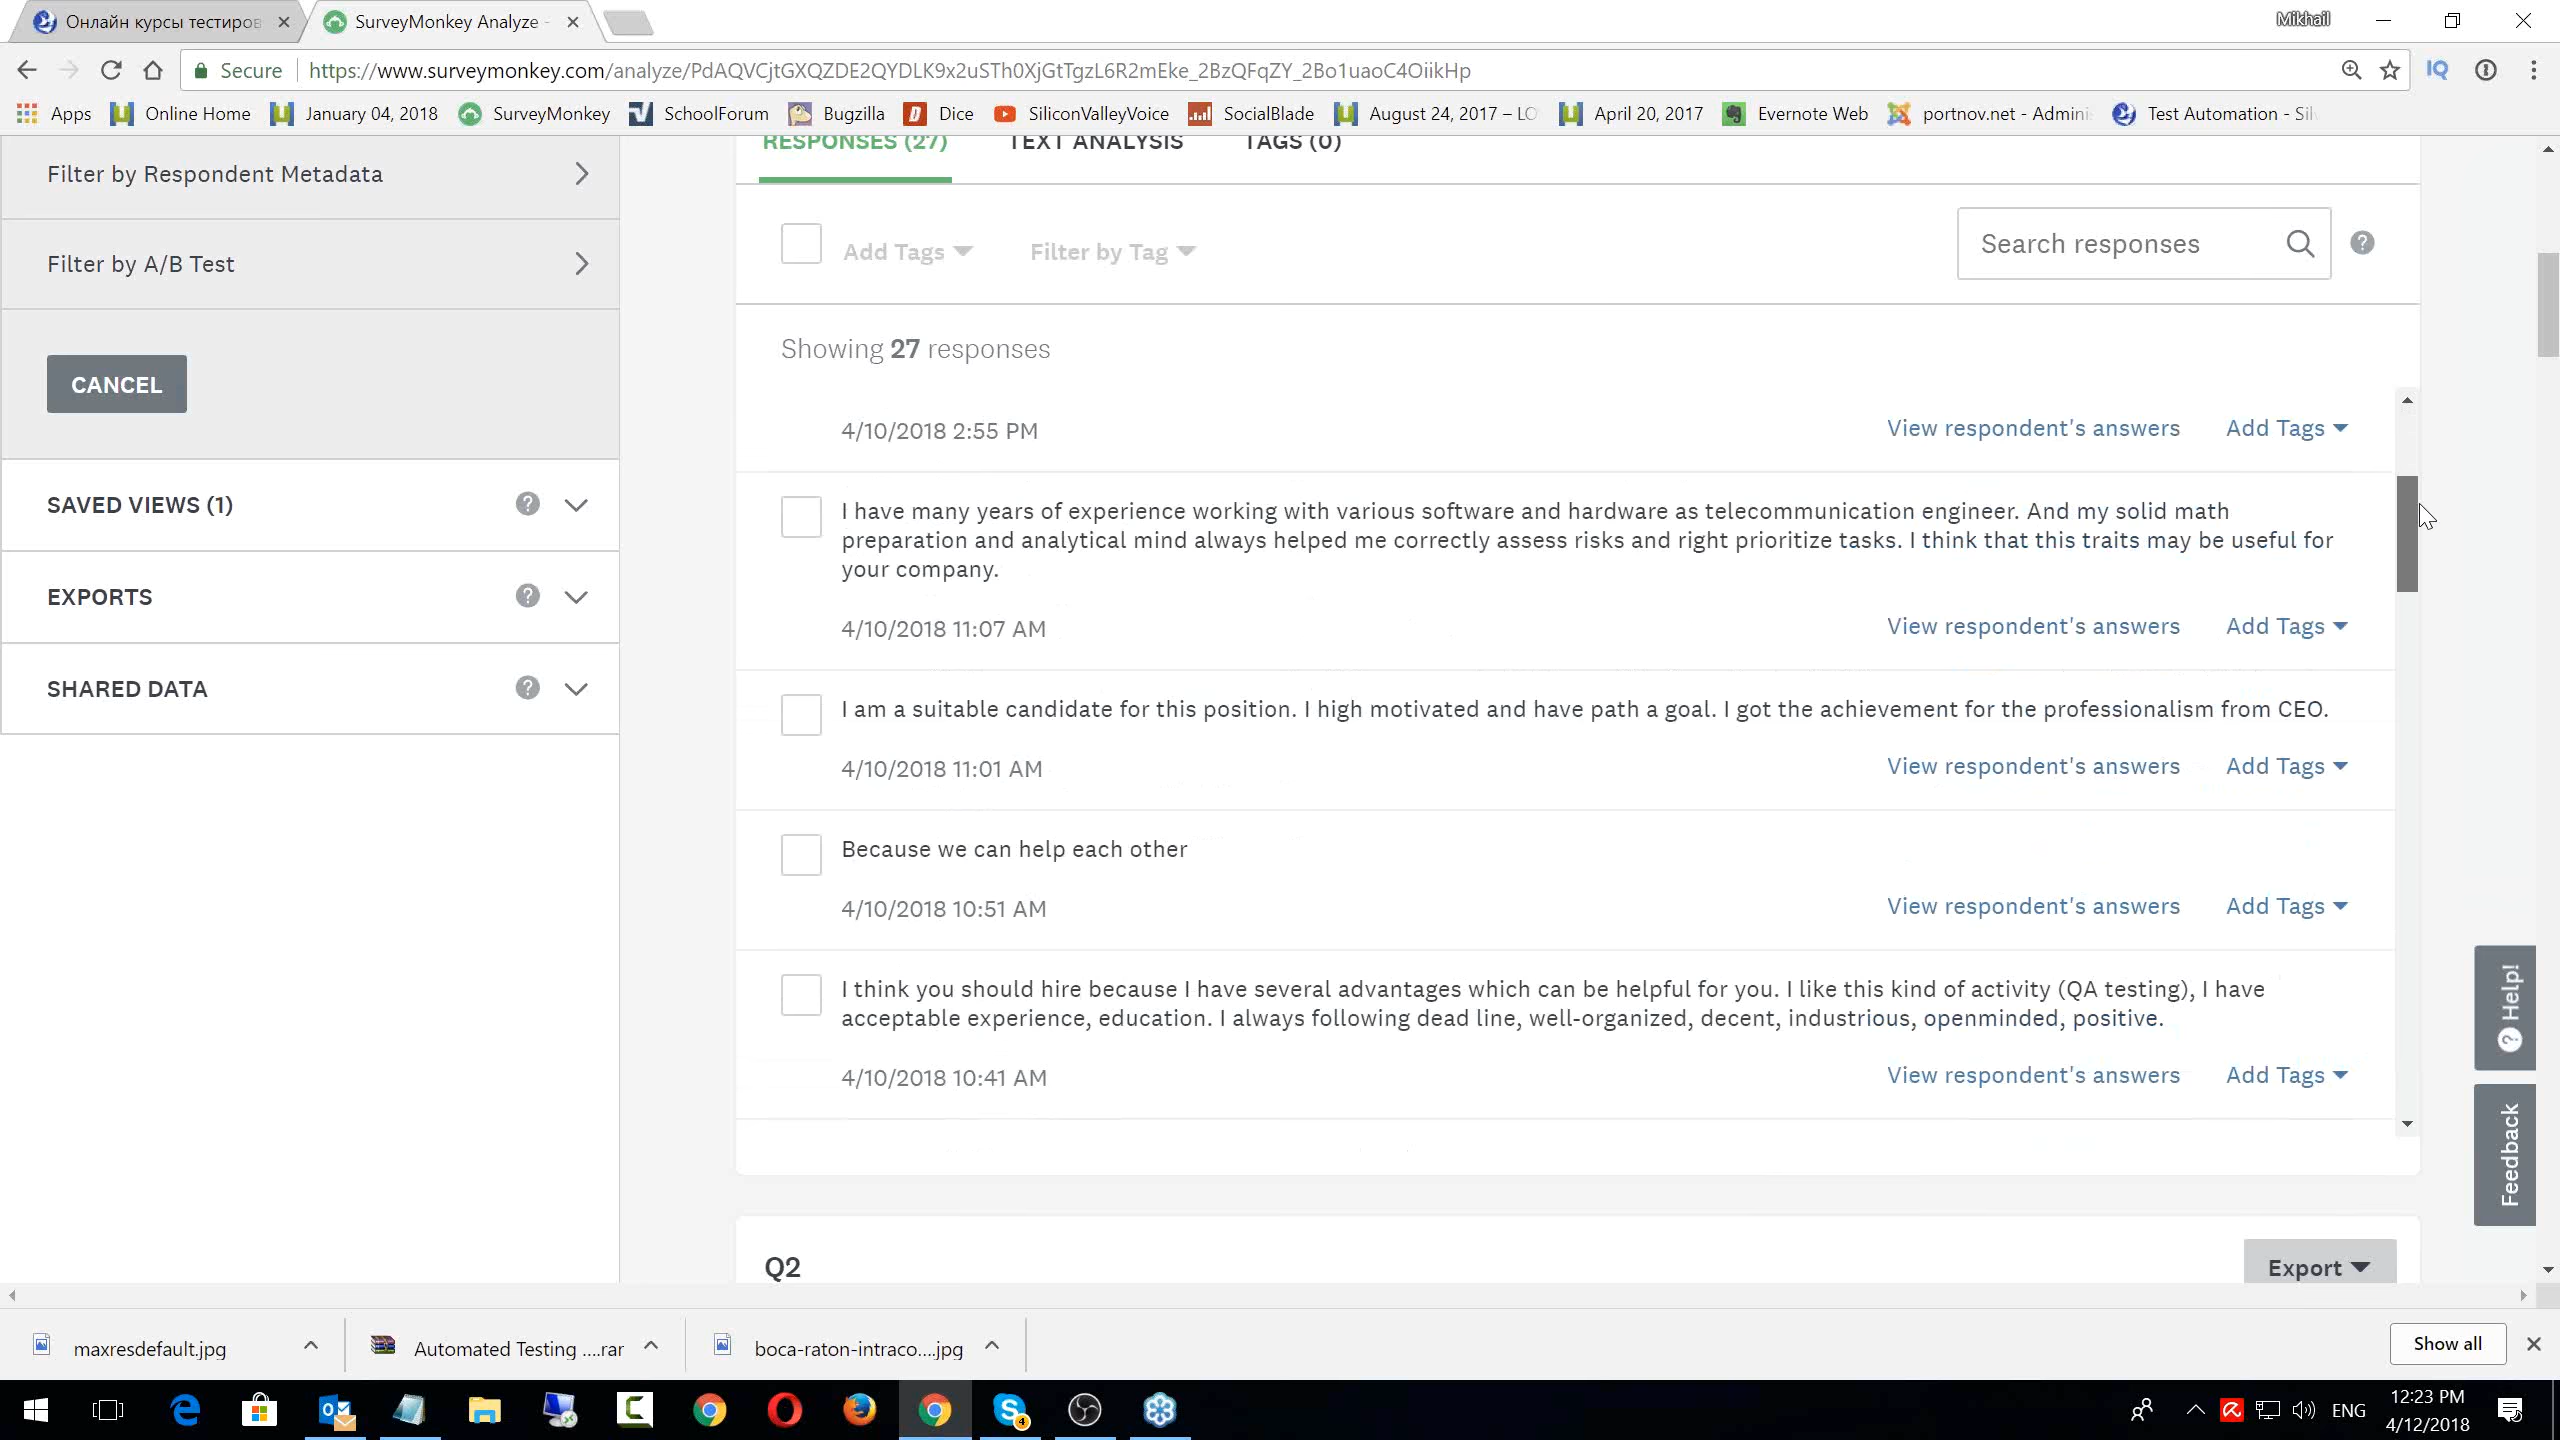 Онлайн курсы тестиров
SurveyMonkey Analyze -
Mikhail
Secure
https://www.surveymonkey.com/analyze/PdAQVCjtGXQZDE2QYDLK9x2uSTh0XjGtTgzL6R2mEke_2BzQFqZY_2Bo1uaoC4OiikHp
Apps
Online Home
January 04, 2018
SurveyMonkey
SchoolForum
Bugzilla
Dice
SiliconValleyVoice
SocialBlade
August 24, 2017 – LO
April 20, 2017
Evernote Web
portnov.net - Admini
Test Automation - Sil
Filter by Respondent Metadata
Filter by A/B Test
CANCEL
SAVED VIEWS (1)
EXPORTS
SHARED DATA
RESPONSES (27)
TEXT ANALYSIS
TAGS (0)
Add Tags
Filter by Tag
Search responses
Showing 27 responses
4/10/2018 2:55 PM
View respondent's answers
Add Tags
I have many years of experience working with various software and hardware as telecommunication engineer. And my solid math
preparation and analytical mind always helped me correctly assess risks and right prioritize tasks. I think that this traits may be useful for
your company.
4/10/2018 11:07 AM
View respondent's answers
Add Tags
I am a suitable candidate for this position. I high motivated and have path a goal. I got the achievement for the professionalism from CEO.
4/10/2018 11:01 AM
View respondent's answers
Add Tags
Because we can help each other
4/10/2018 10:51 AM
View respondent's answers
Add Tags
I think you should hire because I have several advantages which can be helpful for you. I like this kind of activity (QA testing), I have
acceptable experience, education. I always following dead line, well-organized, decent, industrious, openminded, positive.
4/10/2018 10:41 AM
View respondent's answers
Add Tags
Q2
Export
Help!
Feedback
maxresdefault.jpg
Automated Testing ....rar
boca-raton-intraco....jpg
Show all
ENG
12:23 PM
4/12/2018